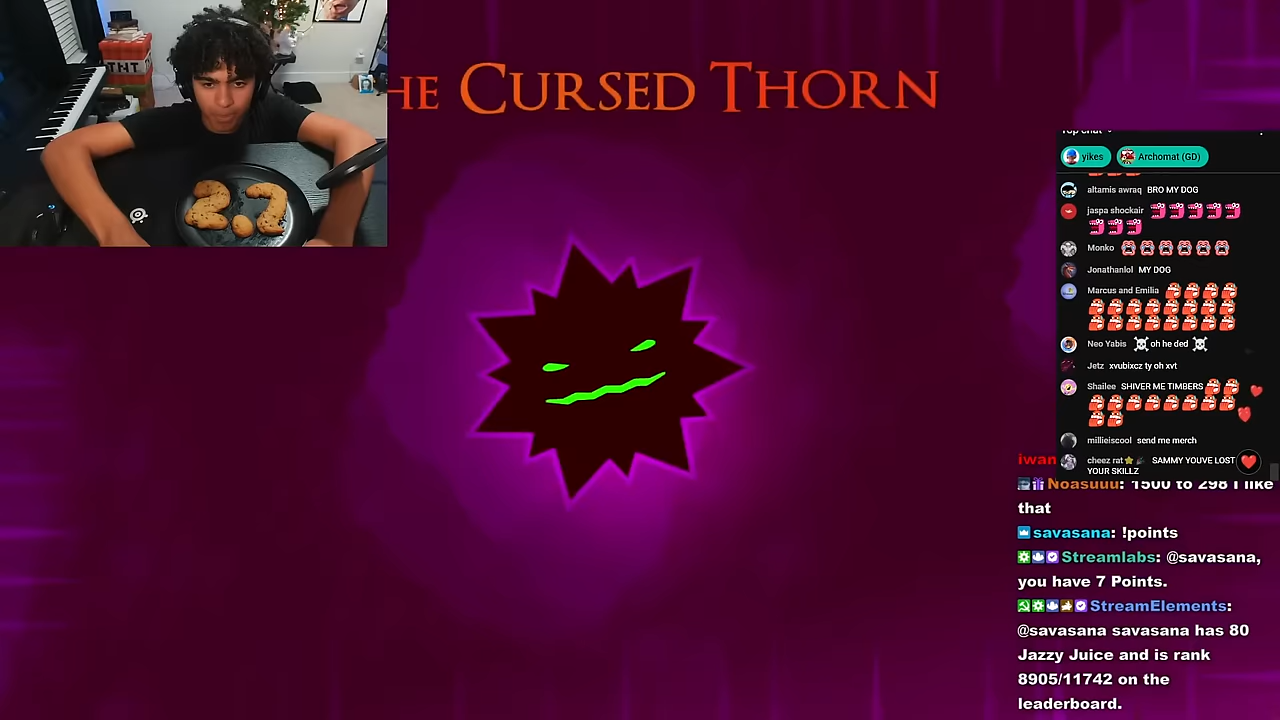 HE CURSED THORN
TNT
2.2
Top chat
yikes
Archomat (GD)
altamis awraq BRO MY DOG
jaspa shockair
Monko
Jonathanlol MY DOG
Marcus and Emilia
Neo Yabis ☠oh he ded☠
Jetz xvubixcz ty oh xvt
Shailee SHIVER ME TIMBERS
millieiscool send me merch
cheez rat SAMMY YOUVE LOST
YOUR SKILLZ
iwan
Noasuuu: 1500 to 298 I like
that
savasana: !points
Streamlabs: @savasana,
you have 7 Points.
StreamElements:
@savasana savasana has 80
Jazzy Juice and is rank
8905/11742 on the
leaderboard.